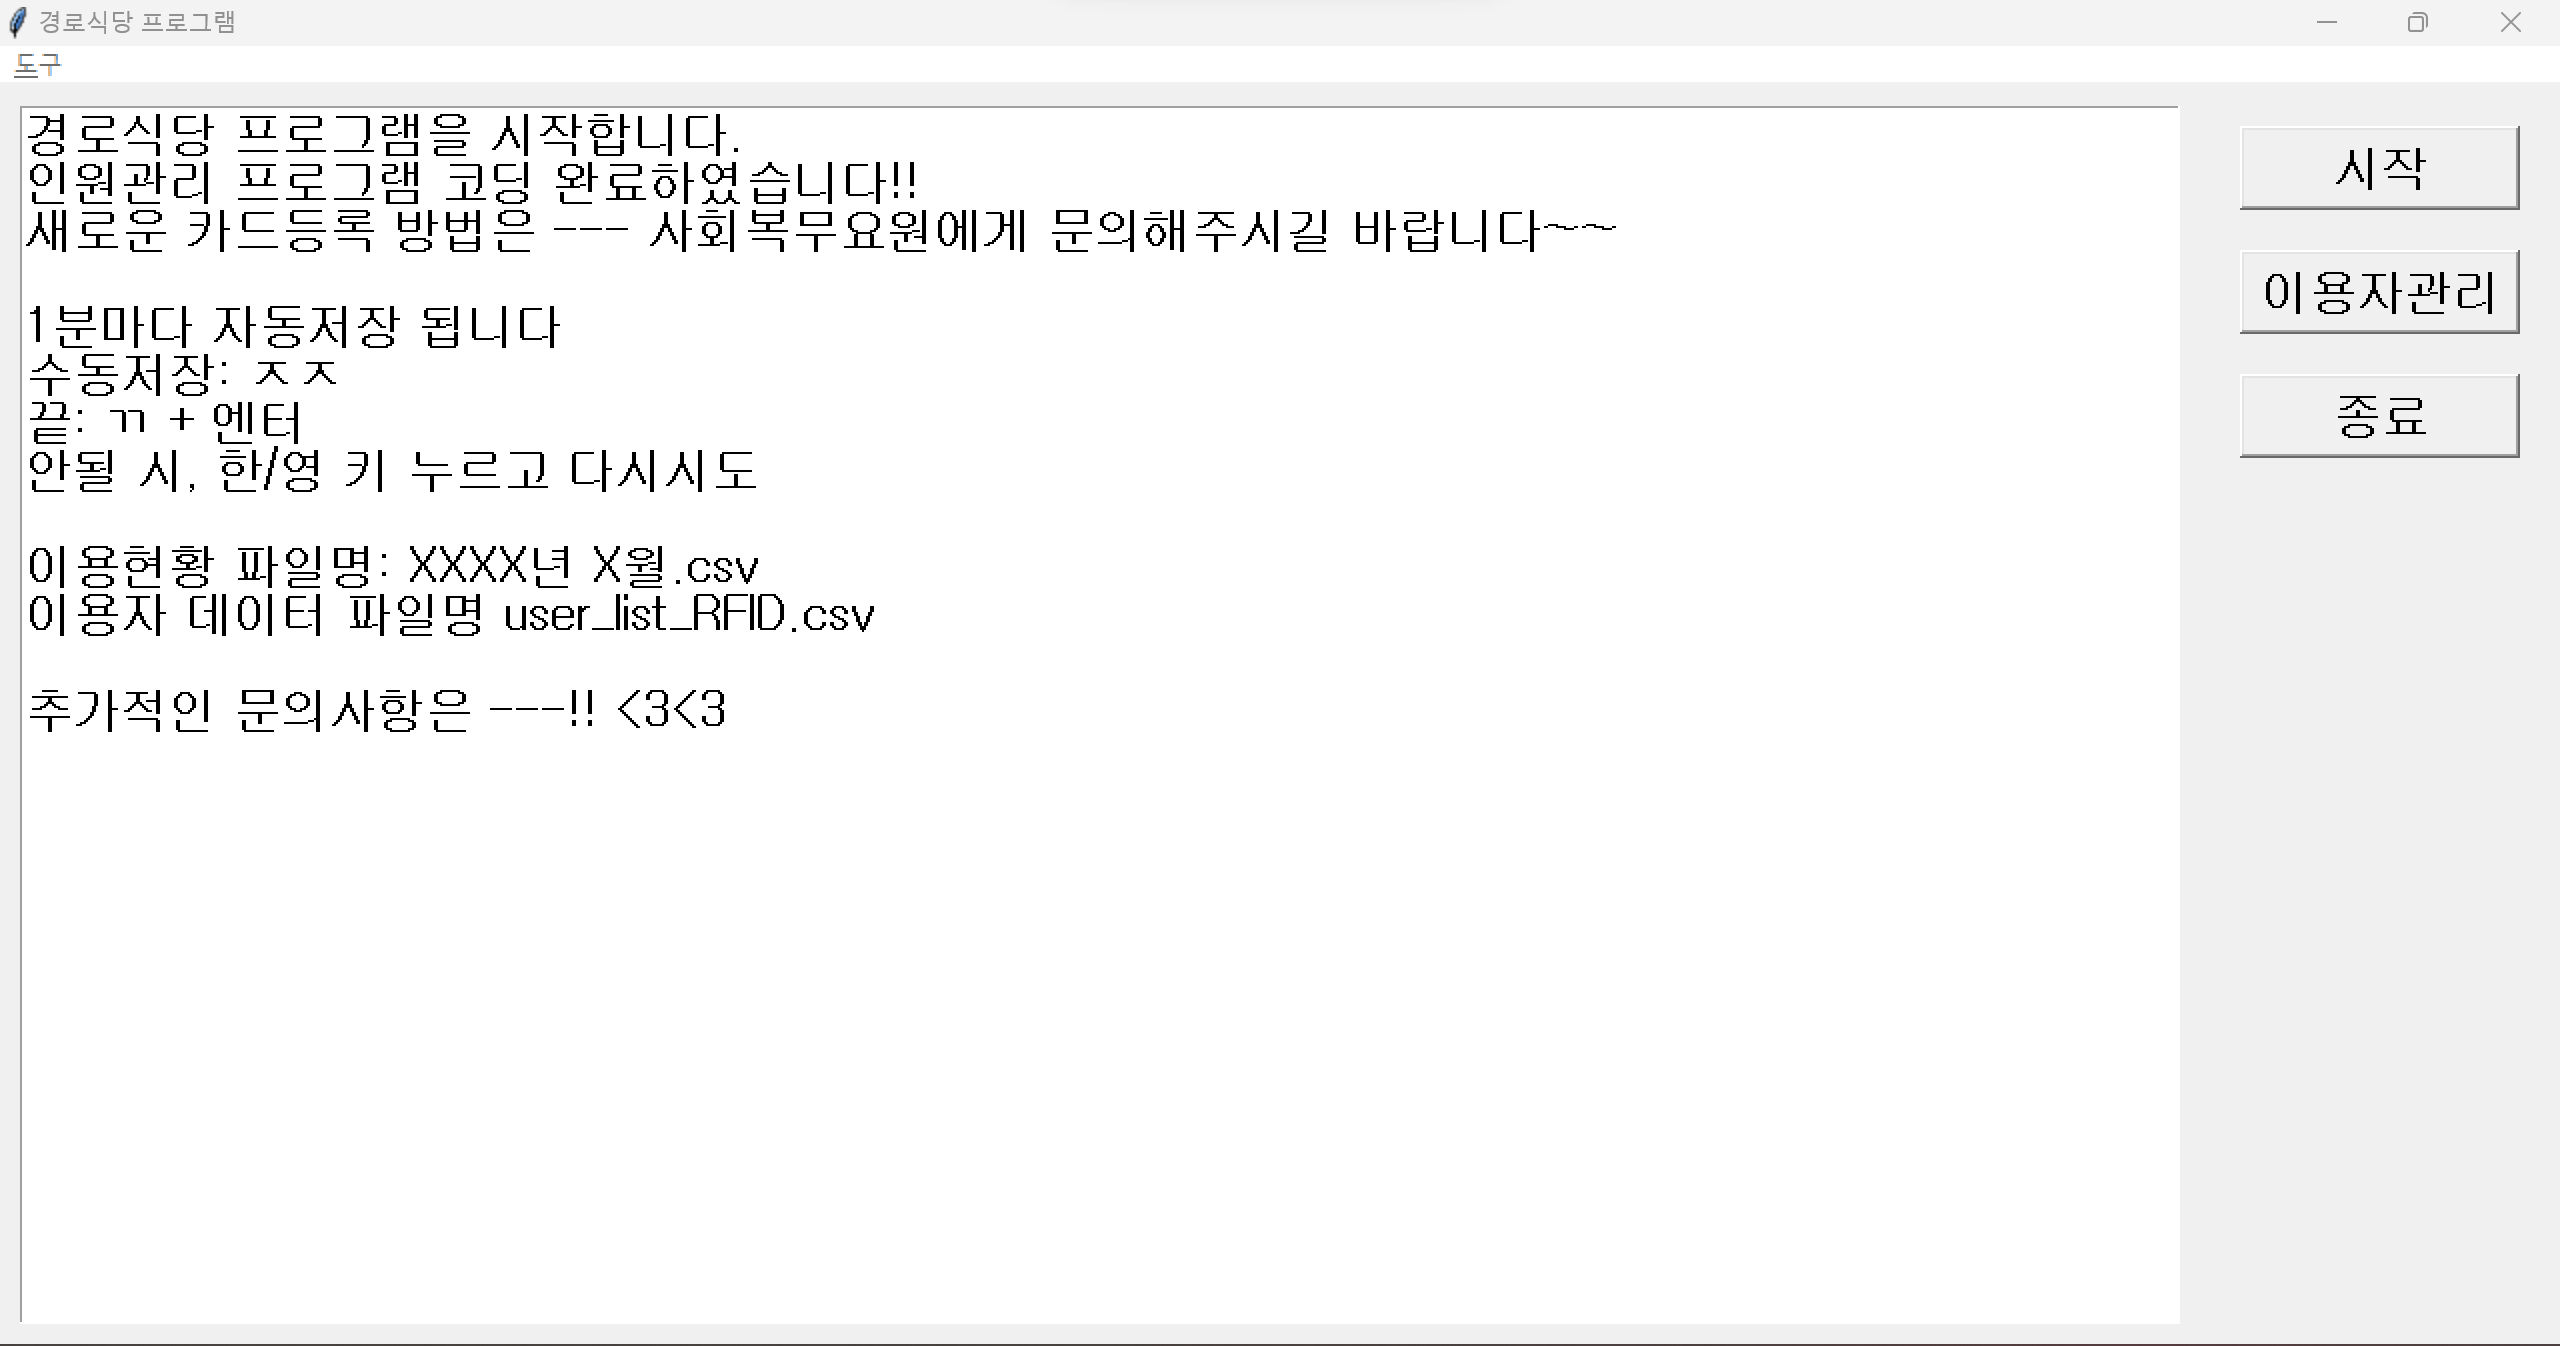 경로식당 프로그램
도구
경로식당 프로그램을 시작합니다.
인원관리 프로그램 코딩 완료하였습니다!!
새로운 카드등록 방법은 --- 사회복무요원에게 문의해주시길 바랍니다~~
1분마다 자동저장 됩니다
수동저장: ㅈㅈ
끝: ㄲ + 엔터
안될 시, 한/영 키 누르고 다시시도
이용현황 파일명: XXXX년 X월.csv
이용자 데이터 파일명 user_list_RFID.csv
추가적인 문의사항은 ---!! <3<3
시작
이용자관리
종료